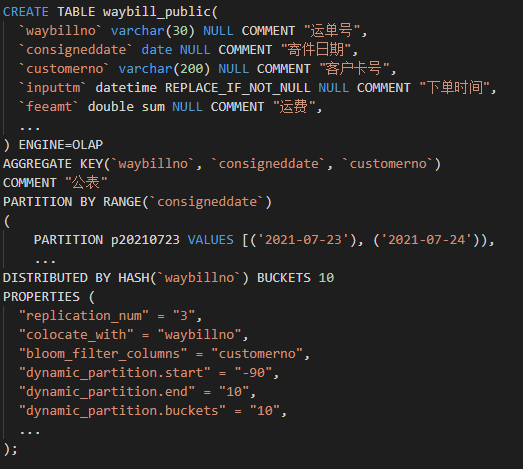 CREATE TABLE waybill_public(
  `waybillno` varchar(30) NULL COMMENT "运单号",
  `consigneddate` date NULL COMMENT "寄件日期",
  `customerno` varchar(200) NULL COMMENT "客户卡号",
  `inputtm` datetime REPLACE_IF_NOT_NULL NULL COMMENT "下单时间",
  `feeamt` double sum NULL COMMENT "运费",
  ...
) ENGINE=OLAP
AGGREGATE KEY(`waybillno`, `consigneddate`, `customerno`)
COMMENT "公表"
PARTITION BY RANGE(`consigneddate`)
(
    PARTITION p20210723 VALUES [('2021-07-23'), ('2021-07-24')),
    ...
DISTRIBUTED BY HASH(`waybillno`) BUCKETS 10
PROPERTIES (
  "replication_num" = "3",
  "colocate_with" = "waybillno",
  "bloom_filter_columns" = "customerno",
  "dynamic_partition.start" = "-90",
  "dynamic_partition.end" = "10",
  "dynamic_partition.buckets" = "10",
  ...
);